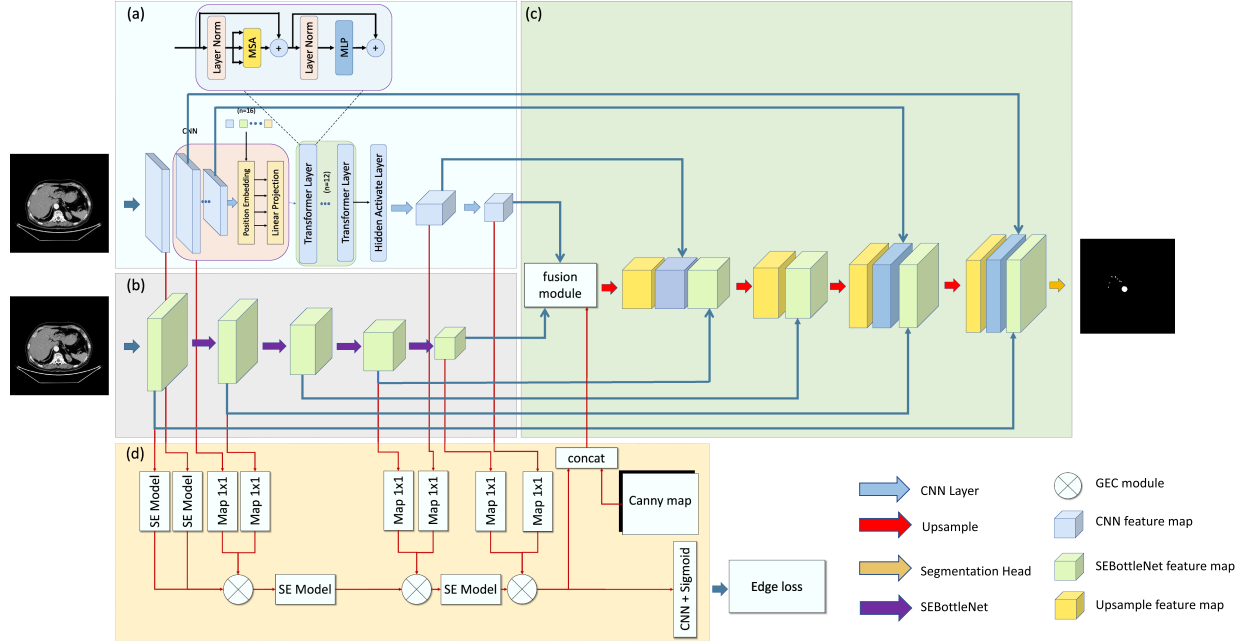 (a)
Layer Norm
MSA
+
Layer Norm
MLP
+
(n=16)
CNN
Position Embedding
Linear Projection
Transformer Layer
(n=12)
Transformer Layer
Hidden Activate Layer
(b)
(c)
fusion
module
(d)
SE Model
SE Model
Map 1x1
Map 1x1
Map 1x1
Map 1x1
Map 1x1
Map 1x1
concat
Canny map
SE Model
SE Model
CNN + Sigmoid
Edge loss
CNN Layer
Upsample
Segmentation Head
SEBottleNet
GEC module
CNN feature map
SEBottleNet feature map
Upsample feature map